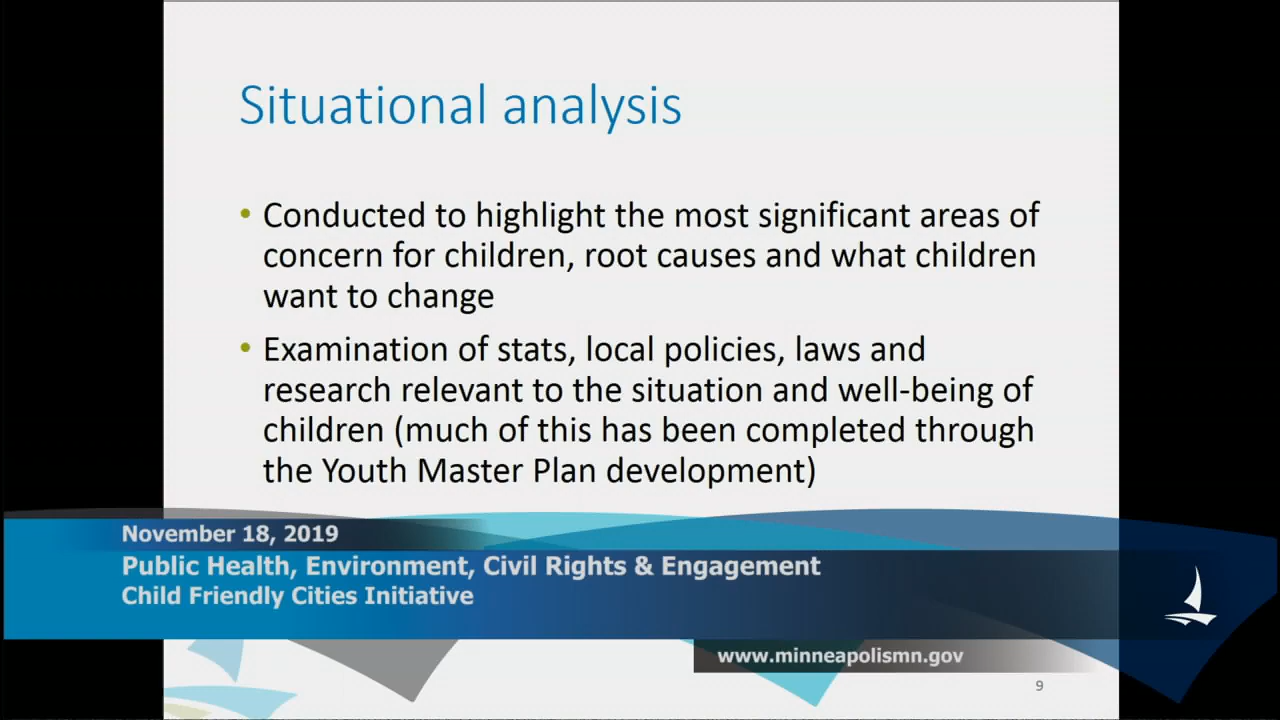 Situational analysis
• Conducted to highlight the most significant areas of
concern for children, root causes and what children
want to change
• Examination of stats, local policies, laws and
research relevant to the situation and well-being of
children (much of this has been completed through
the Youth Master Plan development)
November 18, 2019
Public Health, Environment, Civil Rights & Engagement
Child Friendly Cities Initiative
www.minneapolismn.gov
9